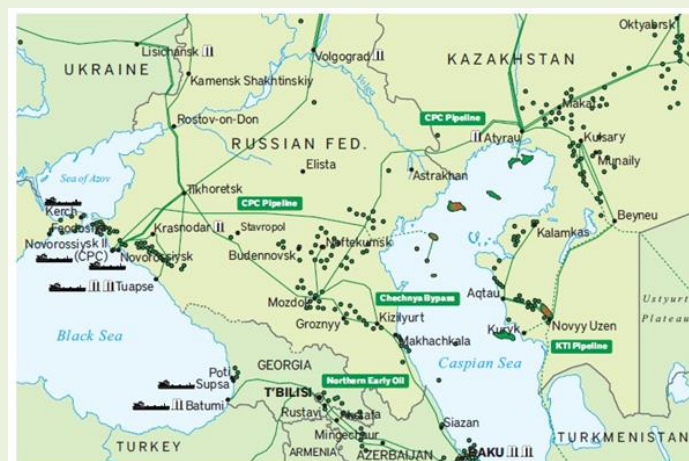 Oktyabrsk
Lisichansk
Volgograd
KAZAKHSTAN
UKRAINE
Kamensk Shakhtinskiy
Volga
Makat
CPC Pipeline
Rostov-on-Don
Atyrau
Kulsary
RUSSIAN FED.
Munaily
Elista
Astrakhan
Sea of Azov
Tikhoretsk
CPC Pipeline
Kerch
Beyneu
Feodosiya
Krasnodar
Stavropol
Kalamkas
Novorossiysk II
(CPC)
Novorossiysk
Budennovsk
Neftekumsk
Tuapse
Aqtau
Ustyurt
Plateau
Mozdok
Chechnya Bypass
Groznyy
Kizilyurt
Novyy Uzen
Black Sea
Makhachkala
Kuryk
KTI Pipeline
Caspian Sea
GEORGIA
Poti
Northern Early Oil
Supsa
T'BILISI
Batumi
Rustavi
Siazan
Mingechaur
TURKEY
ARMENIA
AZERBAIJAN
BAKU
TURKMENISTAN